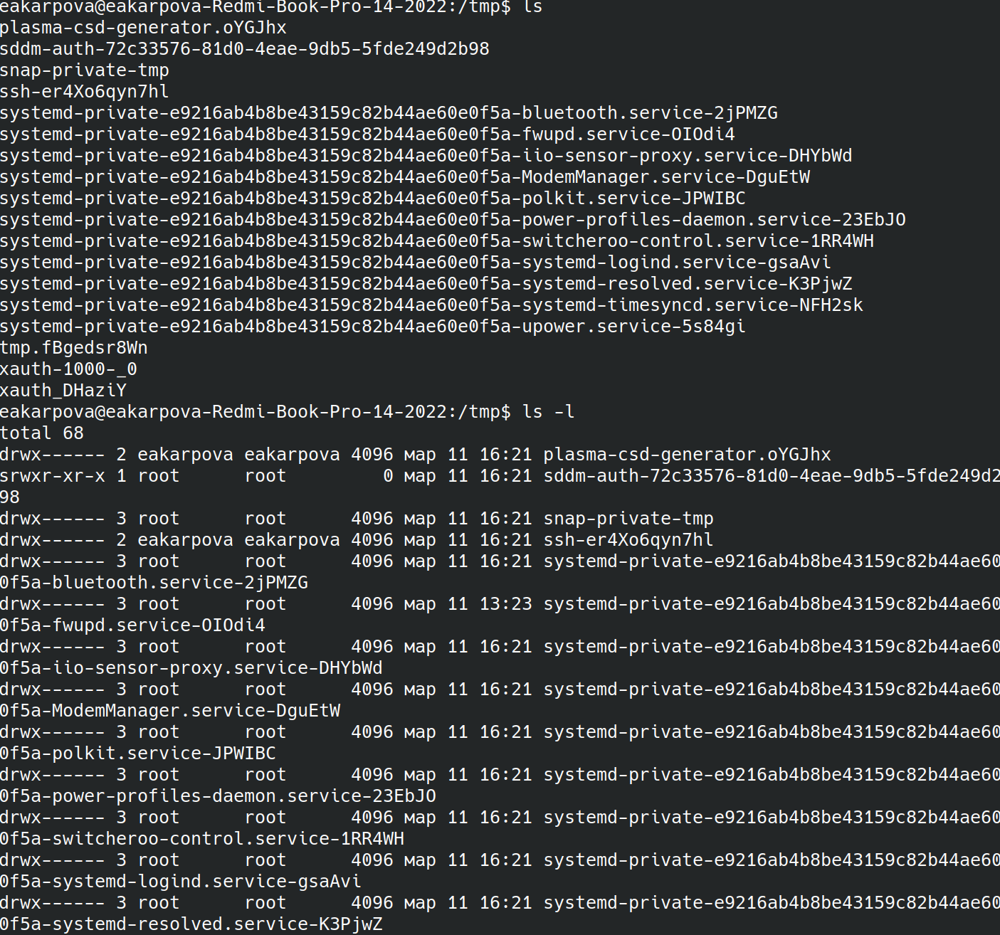 eakarpova@eakarpova-Redmi-Book-Pro-14-2022:/tmp$ ls
plasma-csd-generator.oYGJhx
sddm-auth-72c33576-81d0-4eae-9db5-5fde249d2b98
snap-private-tmp
ssh-er4Xo6qyn7hl
systemd-private-e9216ab4b8be43159c82b44ae60e0f5a-bluetooth.service-2jPMZG
systemd-private-e9216ab4b8be43159c82b44ae60e0f5a-fwupd.service-OIOdi4
systemd-private-e9216ab4b8be43159c82b44ae60e0f5a-iio-sensor-proxy.service-DHYbWd
systemd-private-e9216ab4b8be43159c82b44ae60e0f5a-ModemManager.service-DguEtW
systemd-private-e9216ab4b8be43159c82b44ae60e0f5a-polkit.service-JPWIBC
systemd-private-e9216ab4b8be43159c82b44ae60e0f5a-power-profiles-daemon.service-23EbJO
systemd-private-e9216ab4b8be43159c82b44ae60e0f5a-switcheroo-control.service-1RR4WH
systemd-private-e9216ab4b8be43159c82b44ae60e0f5a-systemd-logind.service-gsaAvi
systemd-private-e9216ab4b8be43159c82b44ae60e0f5a-systemd-resolved.service-K3PjwZ
systemd-private-e9216ab4b8be43159c82b44ae60e0f5a-systemd-timesyncd.service-NFH2sk
systemd-private-e9216ab4b8be43159c82b44ae60e0f5a-upower.service-5s84gi
tmp.fBgedsr8Wn
xauth-1000-_0
xauth_DHaziY
eakarpova@eakarpova-Redmi-Book-Pro-14-2022:/tmp$ ls -l
total 68
drwx------ 2 eakarpova eakarpova 4096 мар 11 16:21 plasma-csd-generator.oYGJhx
srwxr-xr-x 1 root      root         0 мар 11 16:21 sddm-auth-72c33576-81d0-4eae-9db5-5fde249d2
98
drwx------ 3 root      root      4096 мар 11 16:21 snap-private-tmp
drwx------ 2 eakarpova eakarpova 4096 мар 11 16:21 ssh-er4Xo6qyn7hl
drwx------ 3 root      root      4096 мар 11 16:21 systemd-private-e9216ab4b8be43159c82b44ae60
0f5a-bluetooth.service-2jPMZG
drwx------ 3 root      root      4096 мар 11 13:23 systemd-private-e9216ab4b8be43159c82b44ae60
0f5a-fwupd.service-OIOdi4
drwx------ 3 root      root      4096 мар 11 16:21 systemd-private-e9216ab4b8be43159c82b44ae60
0f5a-iio-sensor-proxy.service-DHYbWd
drwx------ 3 root      root      4096 мар 11 16:21 systemd-private-e9216ab4b8be43159c82b44ae60
0f5a-ModemManager.service-DguEtW
drwx------ 3 root      root      4096 мар 11 16:21 systemd-private-e9216ab4b8be43159c82b44ae60
0f5a-polkit.service-JPWIBC
drwx------ 3 root      root      4096 мар 11 16:21 systemd-private-e9216ab4b8be43159c82b44ae60
0f5a-power-profiles-daemon.service-23EbJO
drwx------ 3 root      root      4096 мар 11 16:21 systemd-private-e9216ab4b8be43159c82b44ae60
0f5a-switcheroo-control.service-1RR4WH
drwx------ 3 root      root      4096 мар 11 16:21 systemd-private-e9216ab4b8be43159c82b44ae60
0f5a-systemd-logind.service-gsaAvi
drwx------ 3 root      root      4096 мар 11 16:21 systemd-private-e9216ab4b8be43159c82b44ae60
0f5a-systemd-resolved.service-K3PjwZ